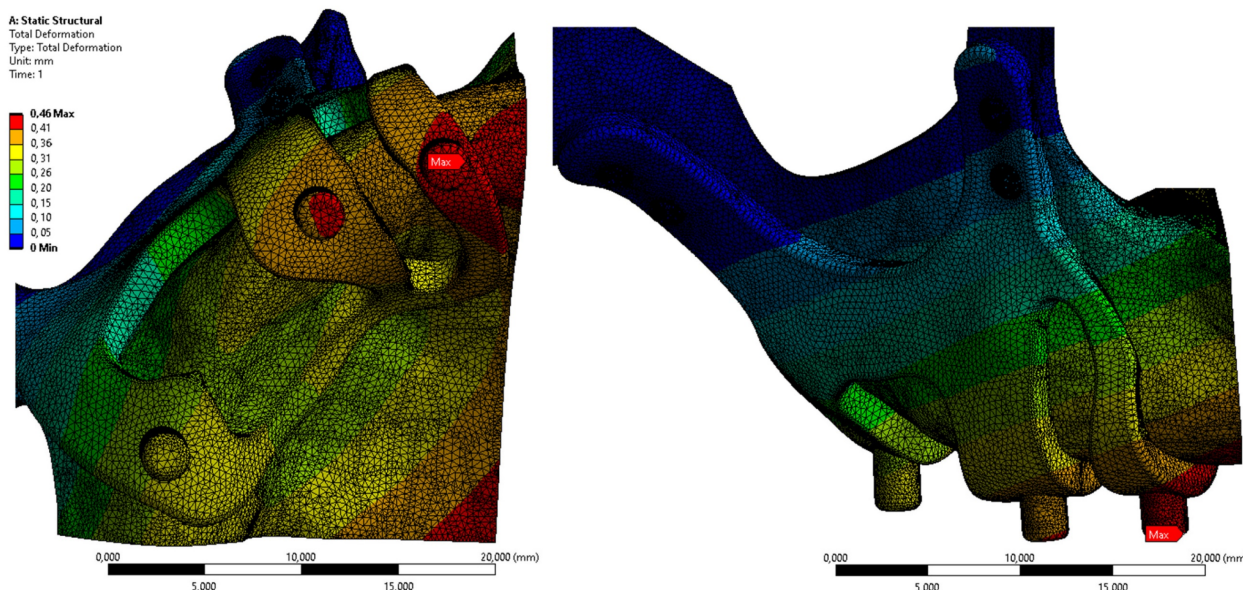 A: Static Structural
Total Deformation
Type: Total Deformation
Unit: mm
Time: 1
0,46 Max
0,41
0,36
0,31
0,26
0,20
0,15
0,10
0,05
0 Min
Max
Max
0,000 10,000 20,000 (mm)
5,000 15,000
0,000 10,000 20,000 (mm)
5,000 15,000